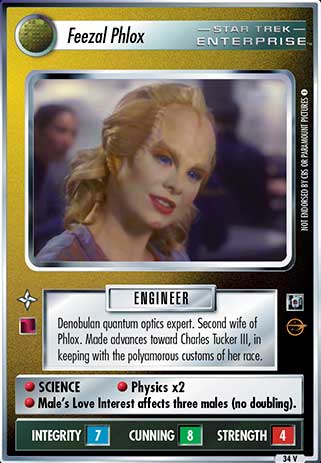 Feezal Phlox
STAR TREK
ENTERPRISE™
NOT ENDORSED BY CBS OR PARAMOUNT PICTURES
ENGINEER
Denobulan quantum optics expert. Second wife of
Phlox. Made advances toward Charles Tucker III, in
keeping with the polyamorous customs of her race.
• SCIENCE • Physics x2
• Male's Love Interest affects three males (no doubling).
INTEGRITY 7 CUNNING 8 STRENGTH 4
34 V